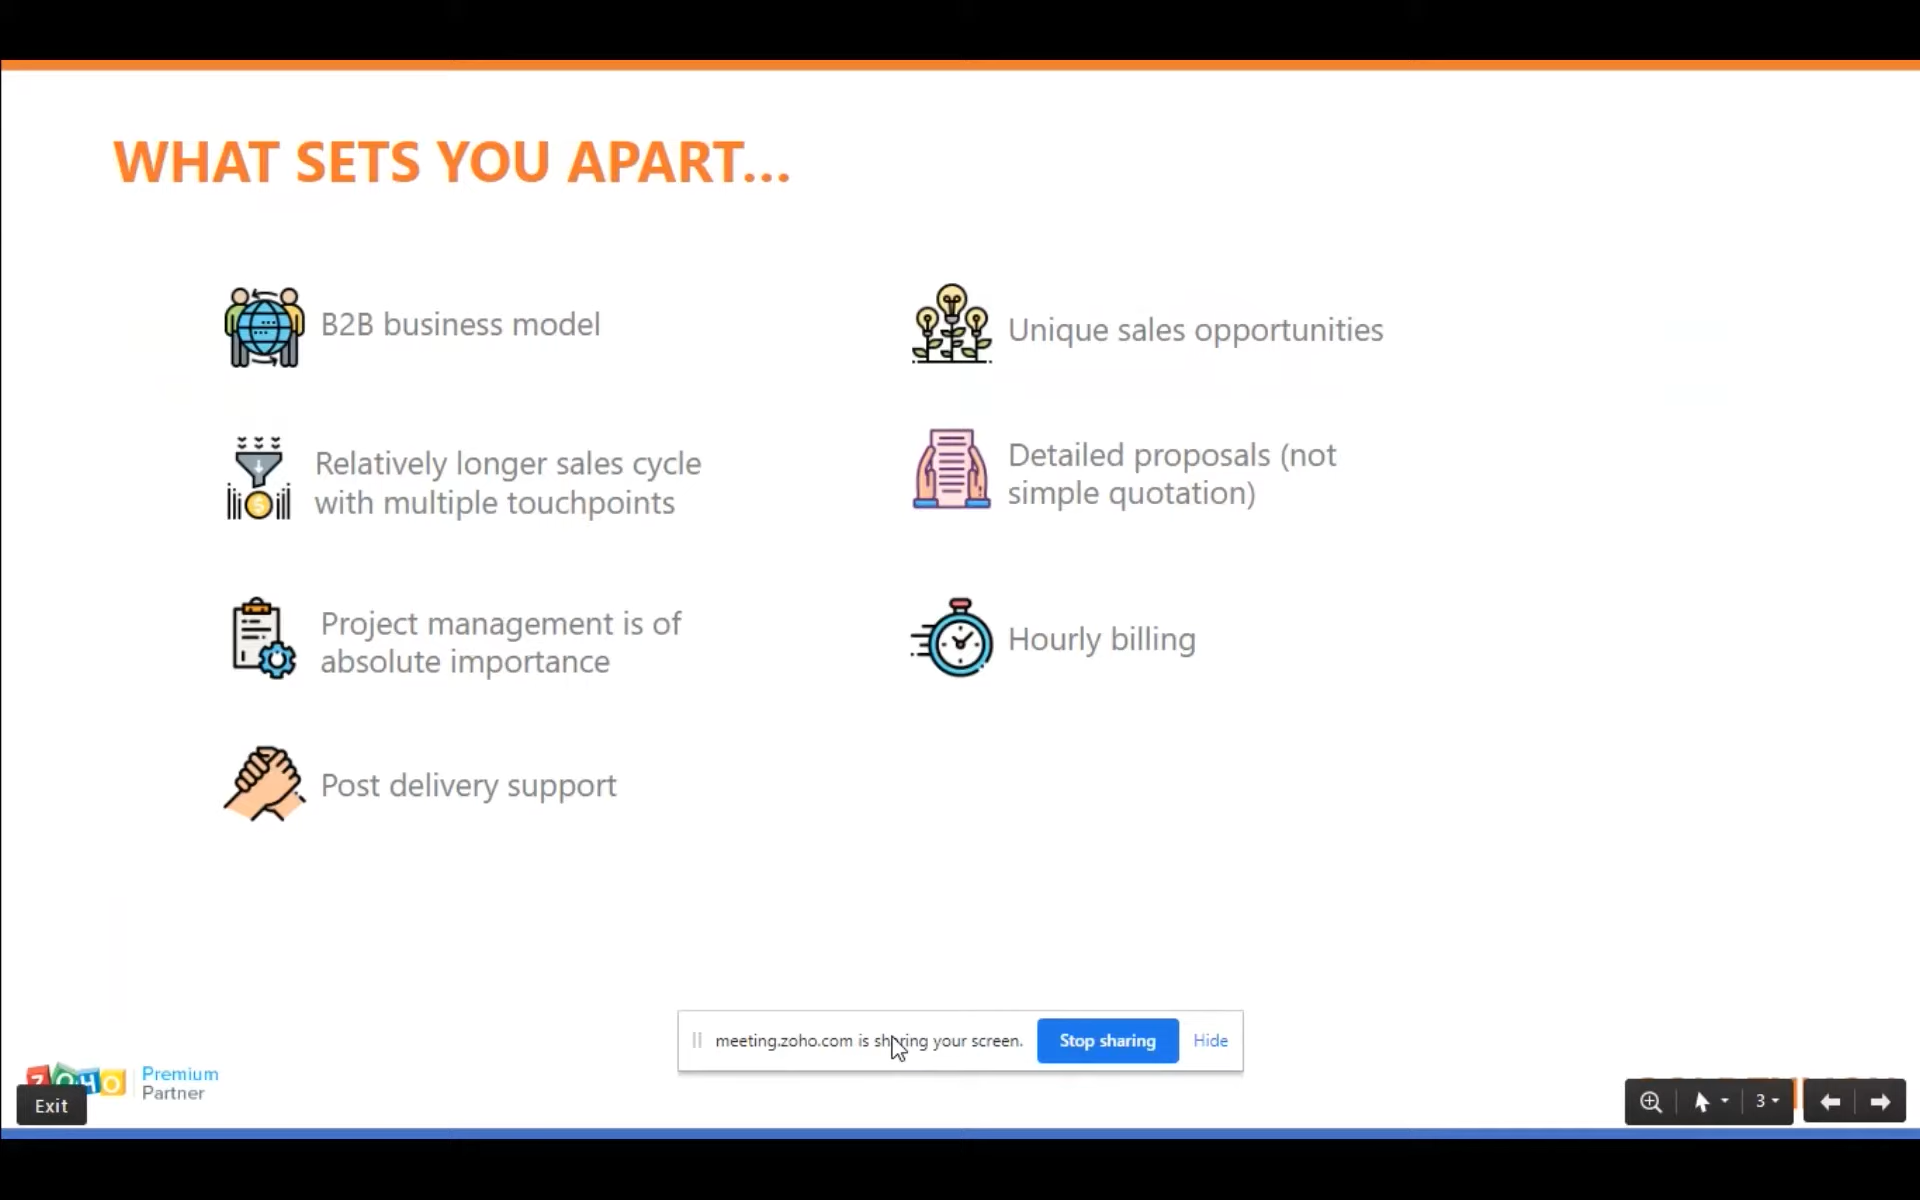 WHAT SETS YOU APART...
B2B business model
Unique sales opportunities
Relatively longer sales cycle
with multiple touchpoints
Detailed proposals (not
simple quotation)
Project management is of
absolute importance
Hourly billing
Post delivery support
meeting.zoho.com is sharing your screen.
Stop sharing
Hide
ZOHO
Premium
Partner
Exit
3